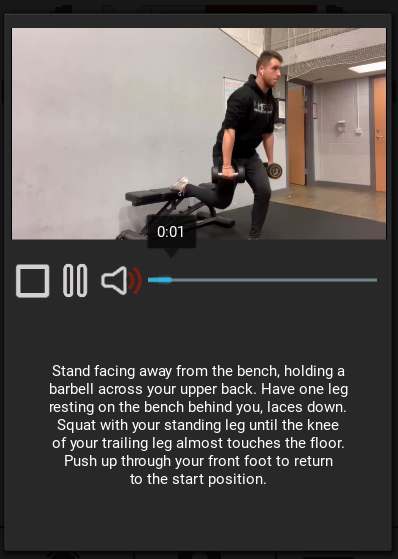 0:01
Stand facing away from the bench, holding a
barbell across your upper back. Have one leg
resting on the bench behind you, laces down.
Squat with your standing leg until the knee
of your trailing leg almost touches the floor.
Push up through your front foot to return
to the start position.